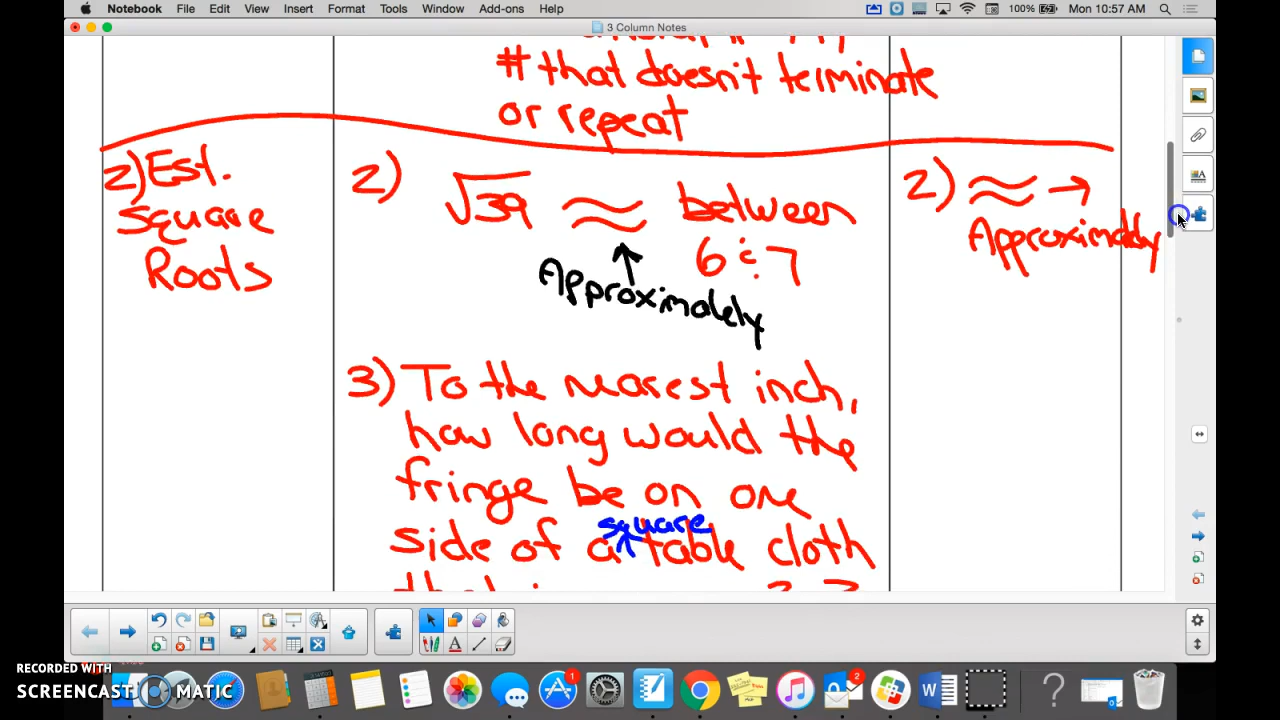 Notebook File Edit View Insert Format Tools Window Add-ons Help 100% Mon 10:57 AM
3 Column Notes
# that doesn't terminate
or repeat
2) Est.
square
Roots
2) √39 ≈ between
6 & 7
↑
Approximately
2) ≈ →
Approximately
3) To the nearest inch,
how long would the
fringe be on one
square
side of a table cloth
RECORDED WITH
SCREENCAST MATIC
1
2
W
A
?